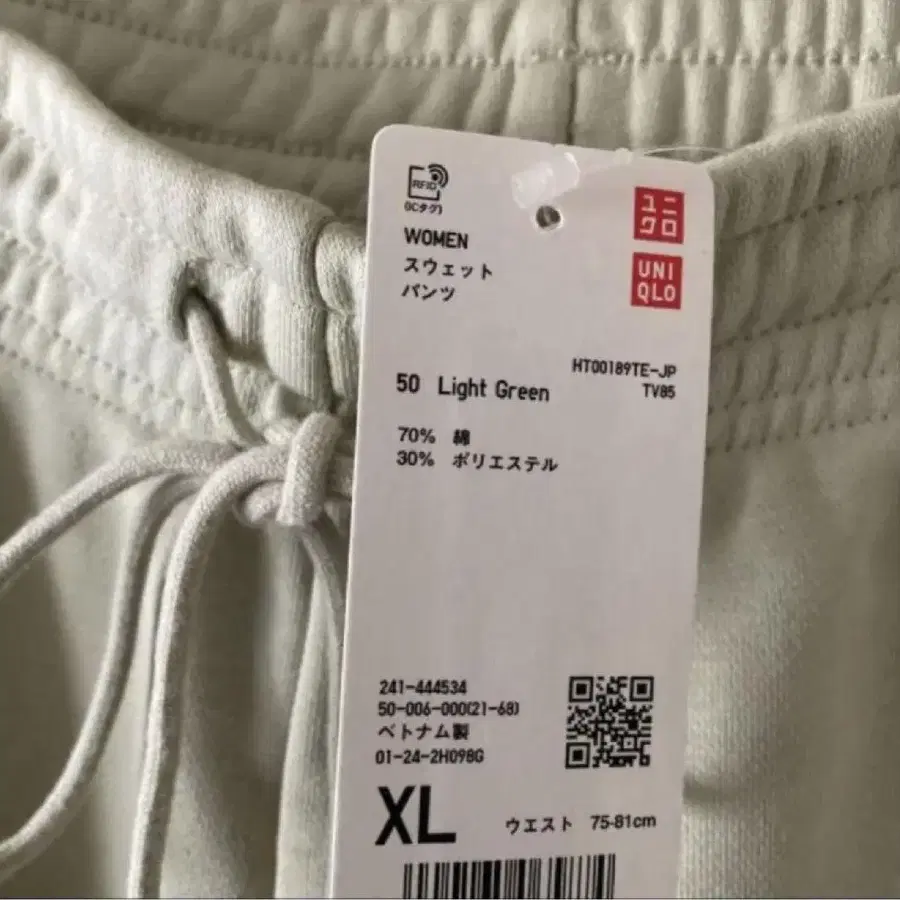 RFID
(ICタグ)
ユニ
クロ
UNI
QLO
WOMEN
スウェット
パンツ
HT00189TE-JP
TV85
50 Light Green
70% 綿
30% ポリエステル
241-444534
50-006-000(21-68)
ベトナム製
01-24-2H098G
XL ウエスト 75-81cm